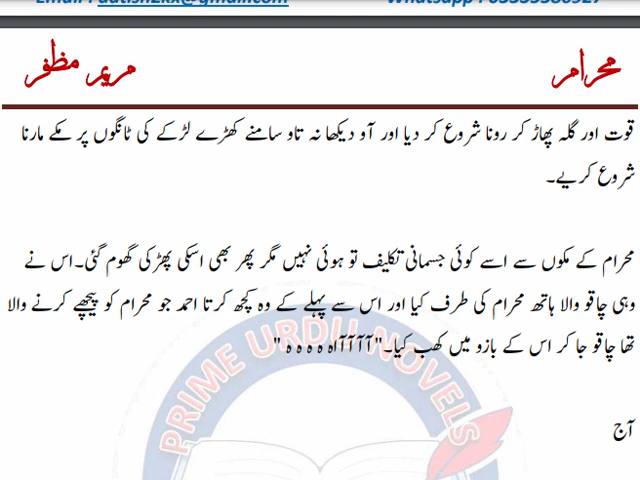 محرام
مریم مظفر
قوت اور گلہ پھاڑ کر رونا شروع کر دیا اور آو دیکھا نہ تاو سامنے کھڑے لڑکے کی ٹانگوں پر مکے مارنا
شروع کریے۔
محرام کے مکوں سے اسے کوئی جسمانی تکلیف تو ہوئی نہیں مگر پھر بھی اسکی پھڑکی گھوم گئی۔اس نے
وہی چاقو والا ہاتھ محرام کی طرف کیا اور اس سے پہلے کے وہ کچھ کرتا احمد جو محرام کو پیچھے کرنے والا
تھا چاقو جا کر اس کے بازو میں کھب کیا۔"آآآآآاہ ہ ہ ہ ہ "
PRIME URDU NOVELS
آج